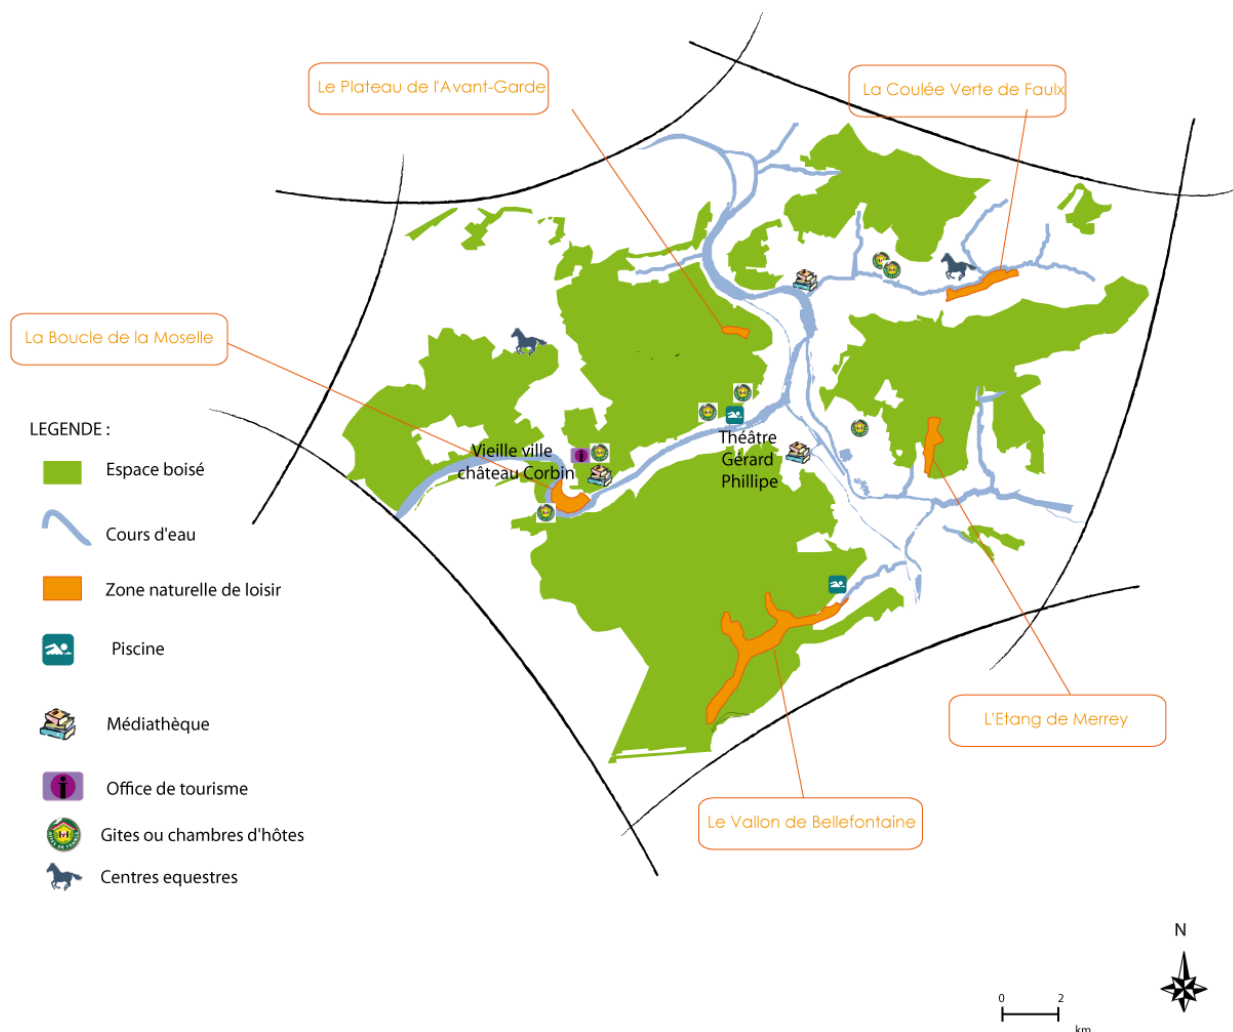 Le Plateau de l'Avant-Garde
La Coulée Verte de Faulx
La Boucle de la Moselle
LEGENDE :
Espace boisé
Cours d'eau
Zone naturelle de loisir
Piscine
Médiathèque
Office de tourisme
Gites ou chambres d'hôtes
Centres equestres
Vieille ville
château Corbin
Théâtre
Gérard
Phillipe
L'Etang de Merrey
Le Vallon de Bellefontaine
N
0 2
km